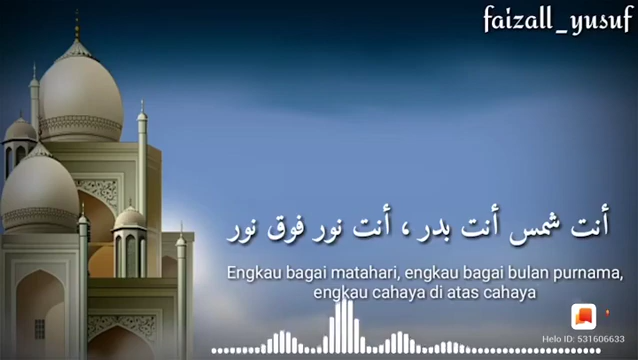 faizall_yusuf
أنت شمس أنت بدر ، أنت نور فوق نور
Engkau bagai matahari, engkau bagai bulan purnama,
engkau cahaya di atas cahaya
Helo ID: 531606633